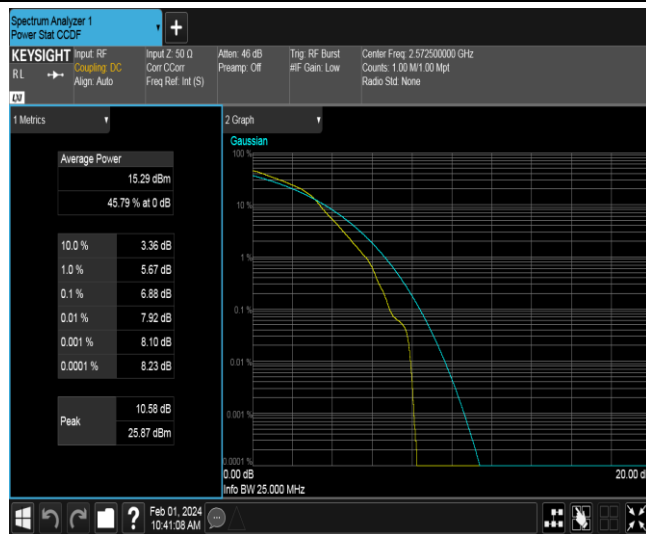 Spectrum Analyzer 1
Power Stat CCDF
+
KEYSIGHT
RL
LXI
Input: RF
Coupling: DC
Align: Auto
Input Z: 50 Ω
Corr CCorr
Freq Ref: Int (S)
Atten: 46 dB
Preamp: Off
Trig: RF Burst
#IF Gain: Low
Center Freq: 2.572500000 GHz
Counts: 1.00 M/1.00 Mpt
Radio Std: None
1 Metrics
Average Power
15.29 dBm
45.79 % at 0 dB
10.0 % 3.36 dB
1.0 % 5.67 dB
0.1 % 6.88 dB
0.01 % 7.92 dB
0.001 % 8.10 dB
0.0001 % 8.23 dB
Peak
10.58 dB
25.87 dBm
2 Graph
Gaussian
100 %
10 %
1 %
0.1 %
0.01 %
0.001 %
0.0001 %
0.00 dB
20.00 d
Info BW 25.000 MHz
?
Feb 01, 2024
10:41:08 AM